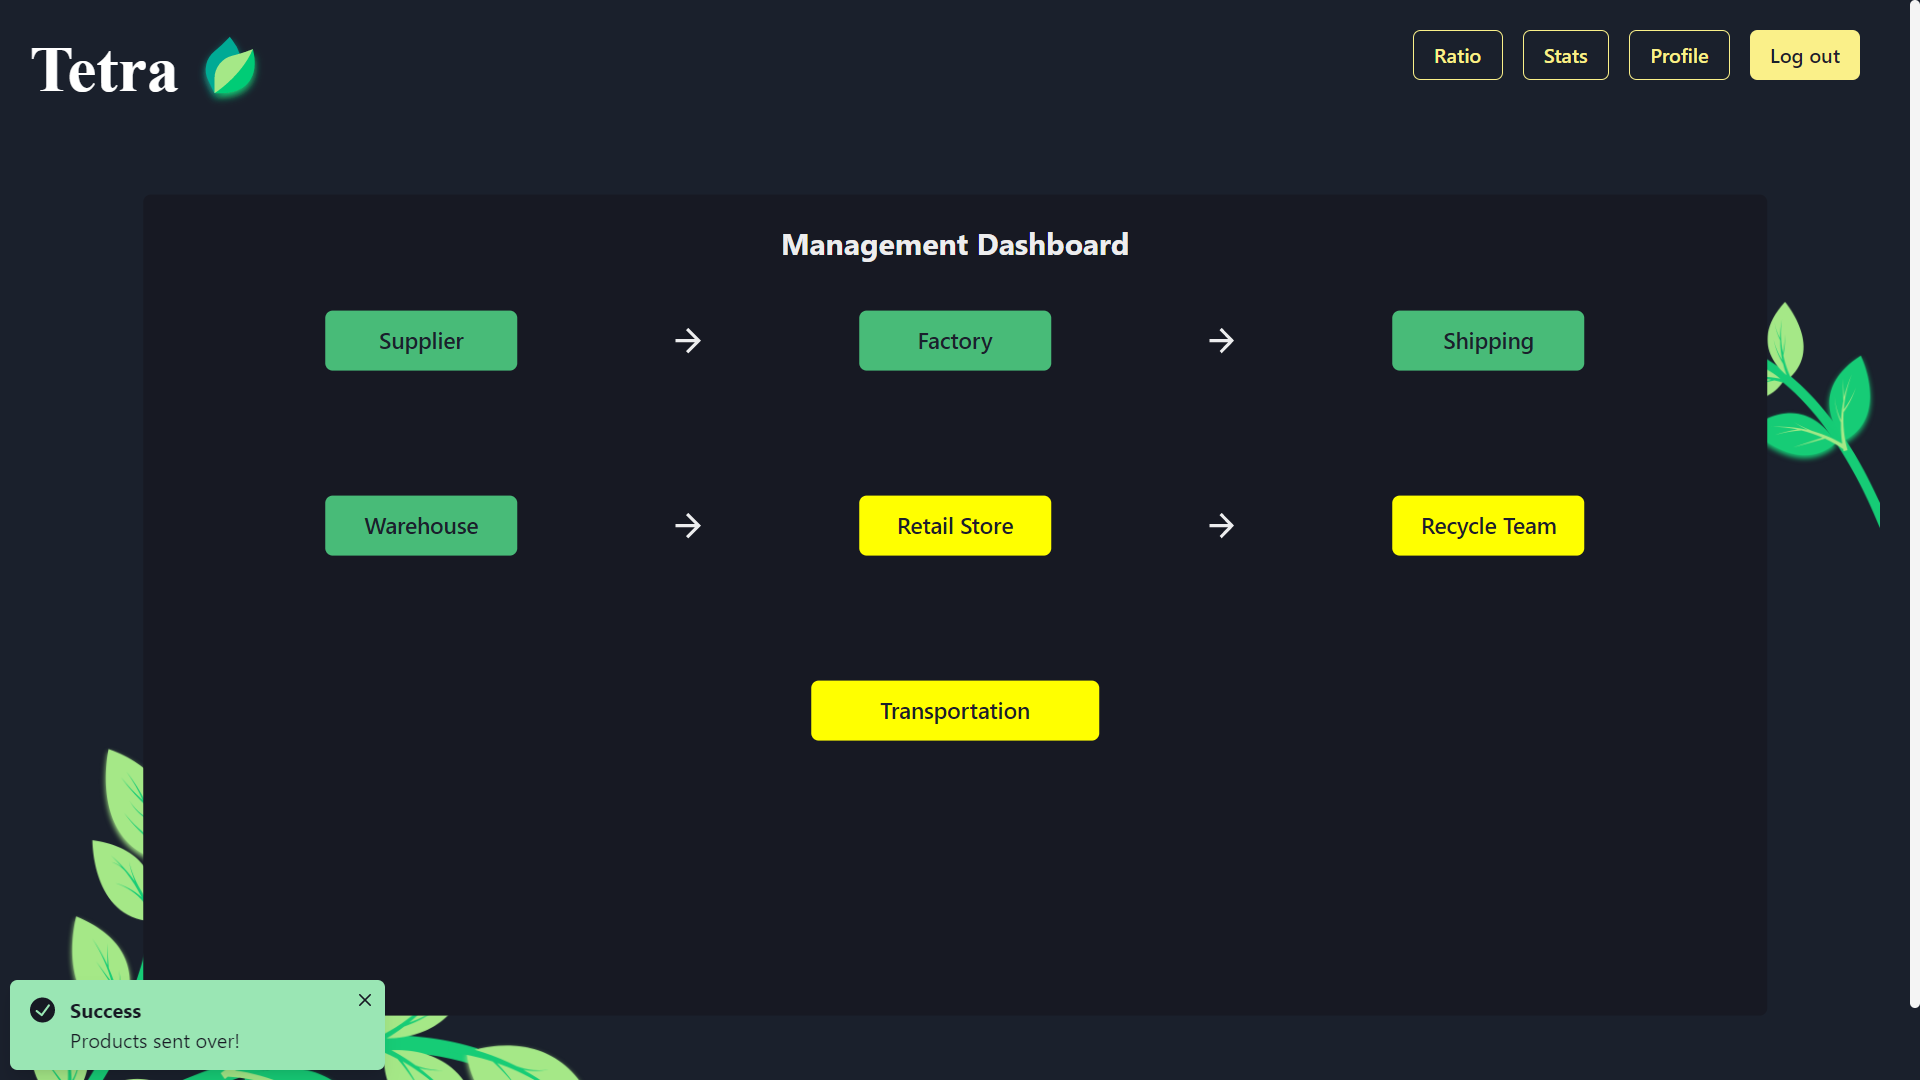 Tetra
Ratio
Stats
Profile
Log out
Management Dashboard
Supplier
Factory
Shipping
Warehouse
Retail Store
Recycle Team
Transportation
Success
Products sent over!